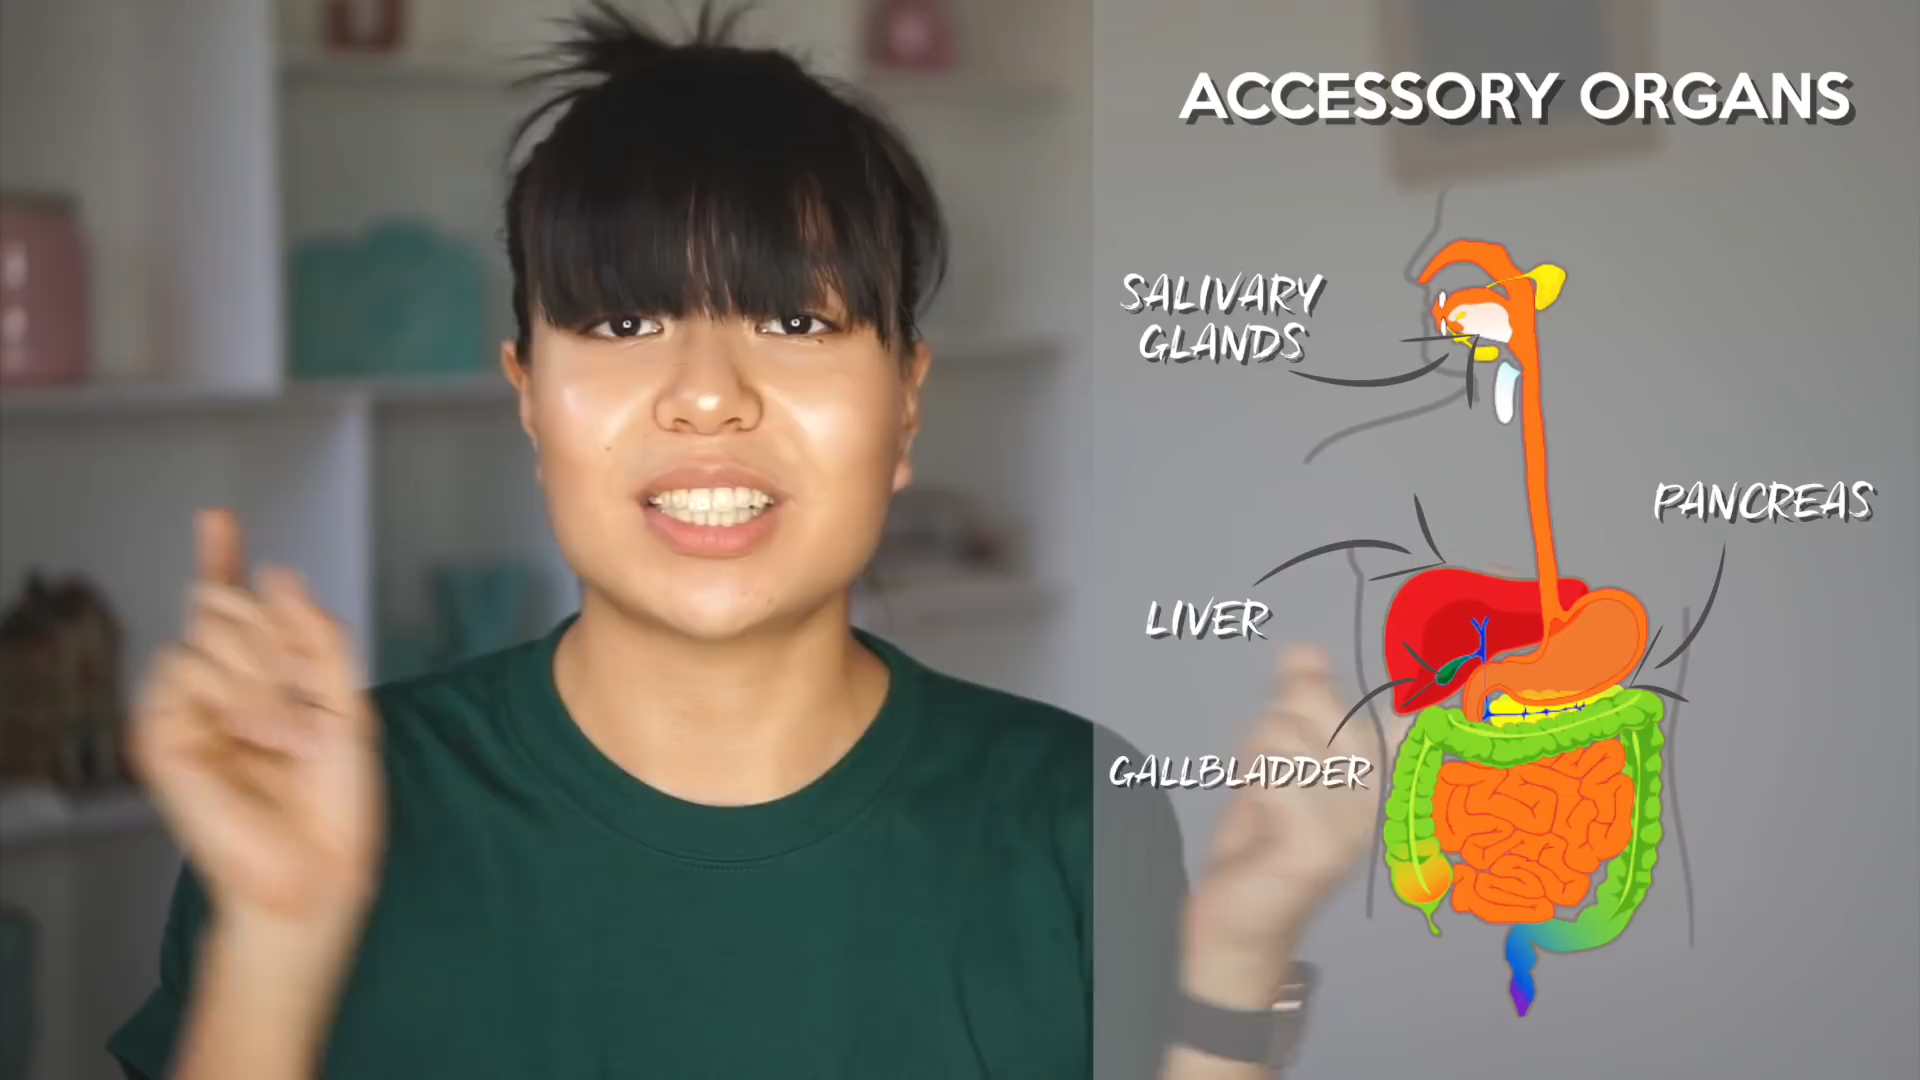 ACCESSORY ORGANS
SALIVARY
GLANDS
PANCREAS
LIVER
GALLBLADDER